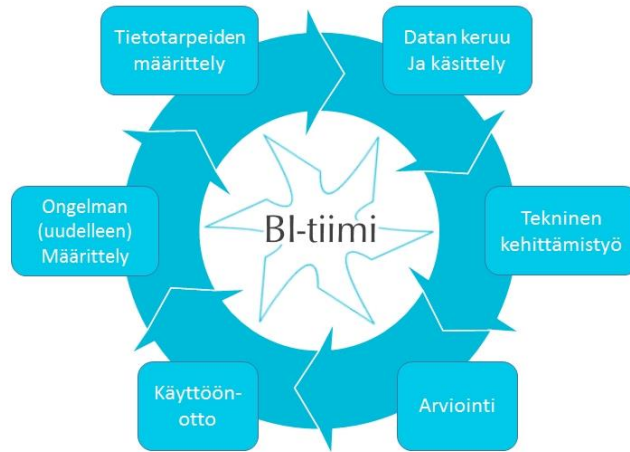 Tietotarpeiden
määrittely
Datan keruu
Ja käsittely
Ongelman
(uudelleen)
Määrittely
BI-tiimi
Tekninen
kehittämistyö
Käyttöön-
otto
Arviointi